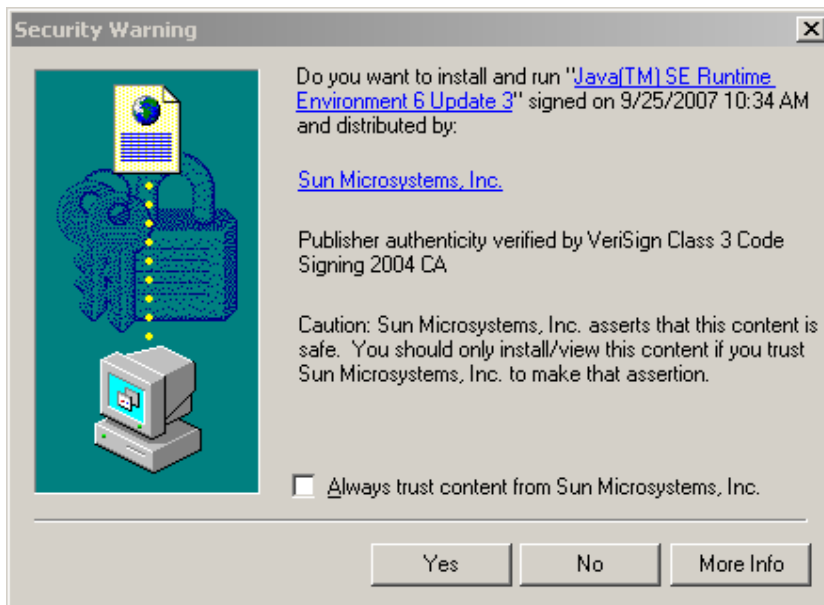 Security Warning
Do you want to install and run "Java(TM) SE Runtime
Environment 6 Update 3" signed on 9/25/2007 10:34 AM
and distributed by:
Sun Microsystems, Inc.
Publisher authenticity verified by VeriSign Class 3 Code
Signing 2004 CA
Caution: Sun Microsystems, Inc. asserts that this content is
safe.  You should only install/view this content if you trust
Sun Microsystems, Inc. to make that assertion.
Always trust content from Sun Microsystems, Inc.
Yes
No
More Info